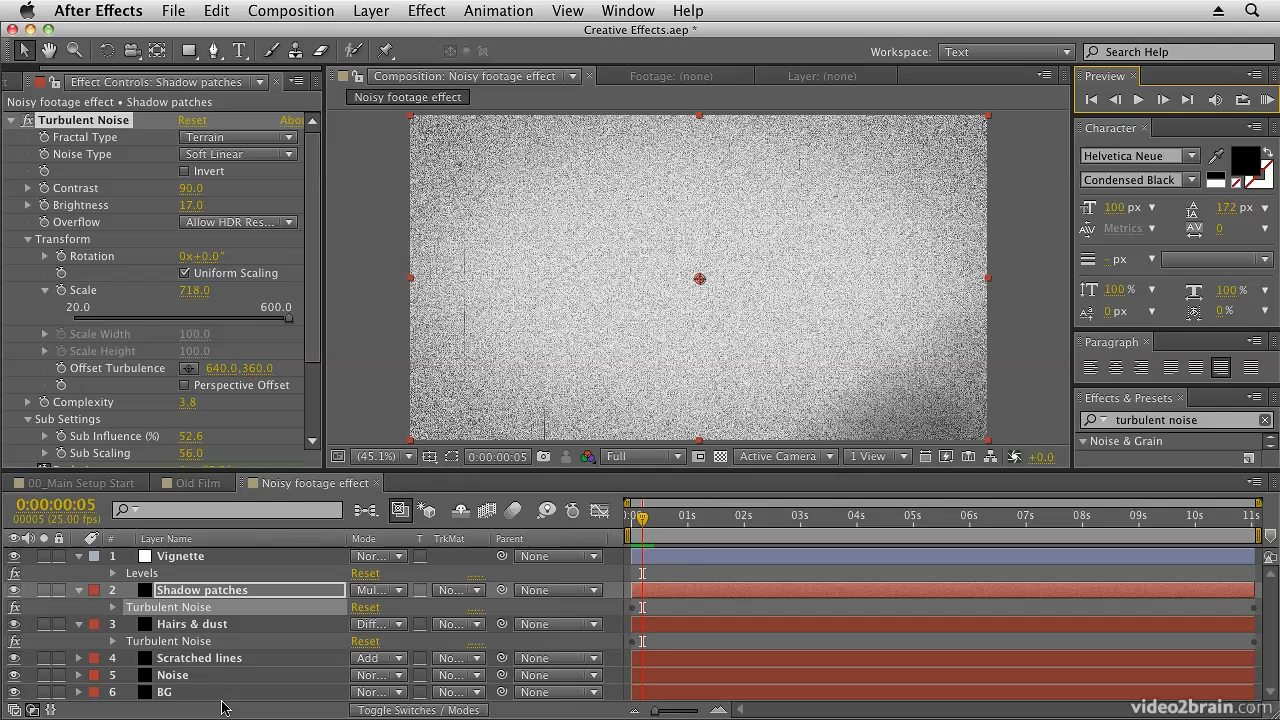 After Effects File Edit Composition Layer Effect Animation View Window Help
Creative Effects.aep *
Workspace: Text Search Help
Effect Controls: Shadow patches
Composition: Noisy footage effect
Footage: (none)
Layer: (none)
Preview
Noisy footage effect • Shadow patches
Noisy footage effect
Turbulent Noise Reset Abou
Fractal Type Terrain
Noise Type Soft Linear
Invert
Contrast 90.0
Brightness 17.0
Overflow Allow HDR Res...
Transform
Rotation 0x+0.0°
Uniform Scaling
Scale 718.0
20.0 600.0
Scale Width 100.0
Scale Height 100.0
Offset Turbulence 640.0,360.0
Perspective Offset
Complexity 3.8
Sub Settings
Sub Influence (%) 52.6
Sub Scaling 56.0
Character
Helvetica Neue
Condensed Black
100 px 172 px
Metrics 0
- px
100 % 100 %
0 px 0 %
Paragraph
Effects & Presets
turbulent noise
Noise & Grain
(45.1%) 0:00:00:05 Full Active Camera 1 View +0.0
00_Main Setup Start Old Film Noisy footage effect
0:00:00:05
00005 (25.00 fps)
01s 02s 03s 04s 05s 06s 07s 08s 09s 10s 11s
# Layer Name Mode T TrkMat Parent
1 Vignette Nor... None
Levels Reset
2 Shadow patches Mul... No... None
Turbulent Noise Reset
3 Hairs & dust Diff... No... None
Turbulent Noise Reset
4 Scratched lines Add No... None
5 Noise Nor... No... None
6 BG Nor... No... None
Toggle Switches / Modes
video2brain.com